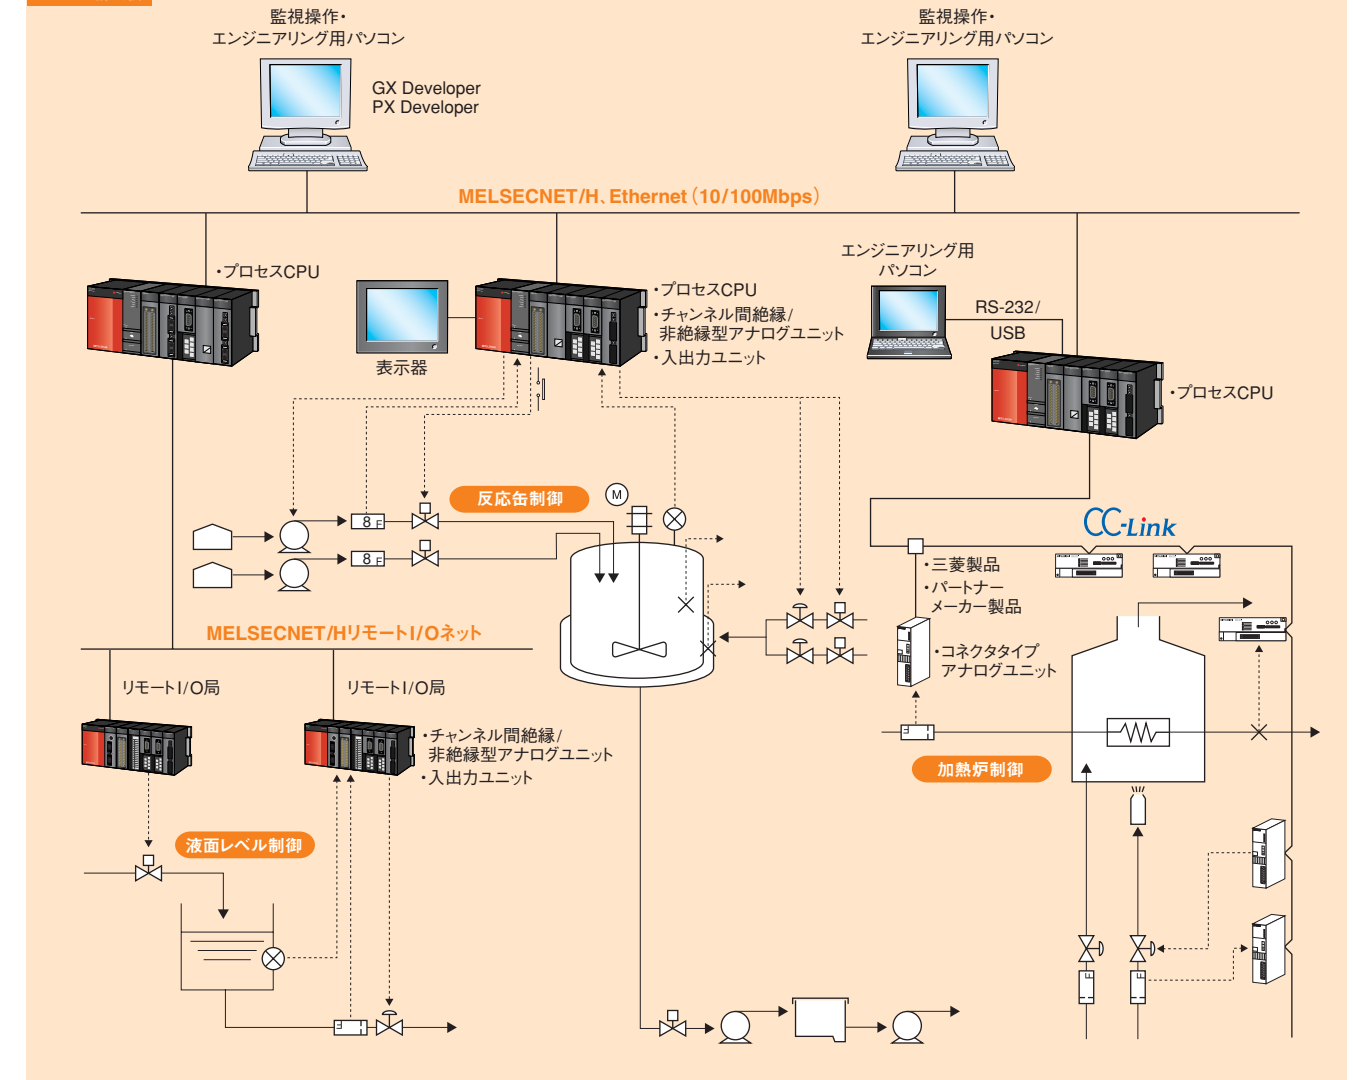 監視操作・
エンジニアリング用パソコン
GX Developer
PX Developer
監視操作・
エンジニアリング用パソコン
MELSECNET/H、Ethernet（10/100Mbps）
・プロセスCPU
表示器
・プロセスCPU
・チャンネル間絶縁/
非絶縁型アナログユニット
・入出力ユニット
エンジニアリング用
パソコン
RS-232/
USB
・プロセスCPU
反応缶制御
M
8 F
8 F
CC-Link
・三菱製品
・パートナー
メーカー製品
・コネクタタイプ
アナログユニット
MELSECNET/HリモートI/Oネット
リモートI/O局
リモートI/O局
・チャンネル間絶縁/
非絶縁型アナログユニット
・入出力ユニット
加熱炉制御
液面レベル制御